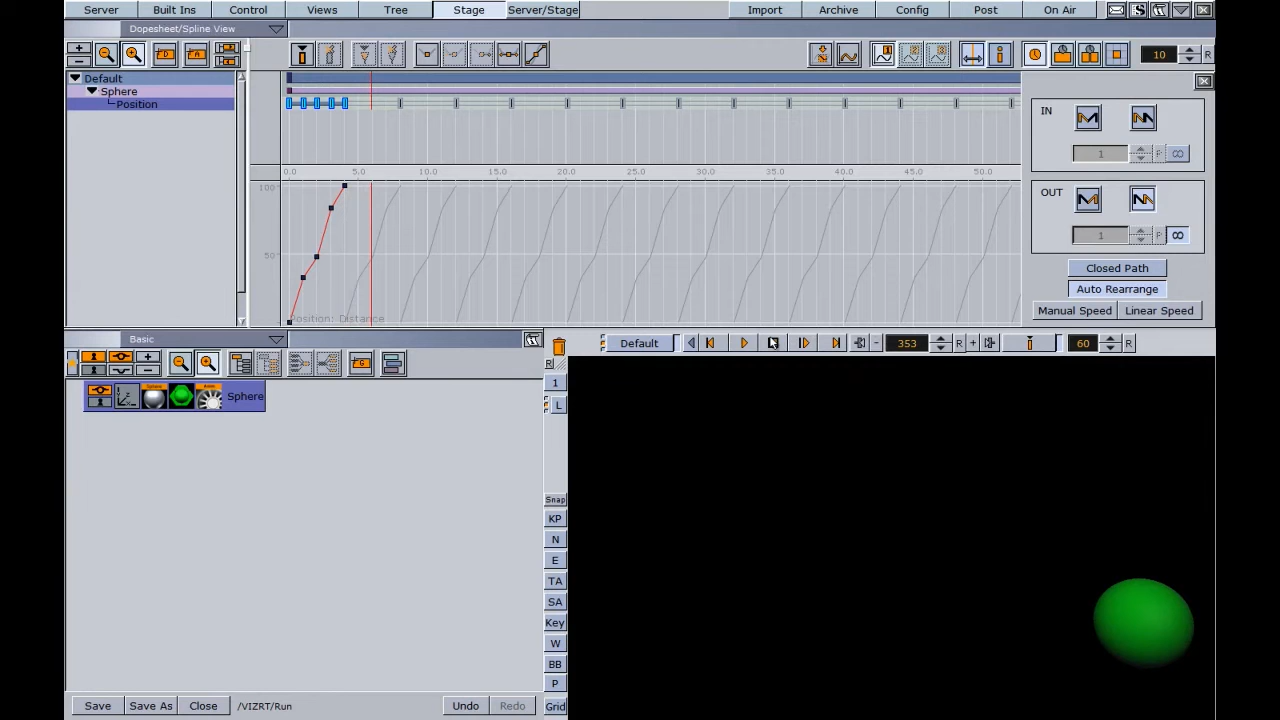 Server Built Ins Control Views Tree Stage Server/Stage Import Archive Config Post On Air
Dopesheet/Spline View
10 R
Default
Sphere
Position
IN
1 P ∞
0.0 5.0 10.0 15.0 20.0 25.0 30.0 35.0 40.0 45.0 50.0
100
50
Position: Distance
OUT
1 P ∞
Closed Path
Auto Rearrange
Manual Speed Linear Speed
Basic
Default 353 R 60 R
R
1
L
Sphere
Snap
KP
N
E
TA
SA
Key
W
BB
P
Grid
Save Save As Close /VIZRT/Run Undo Redo